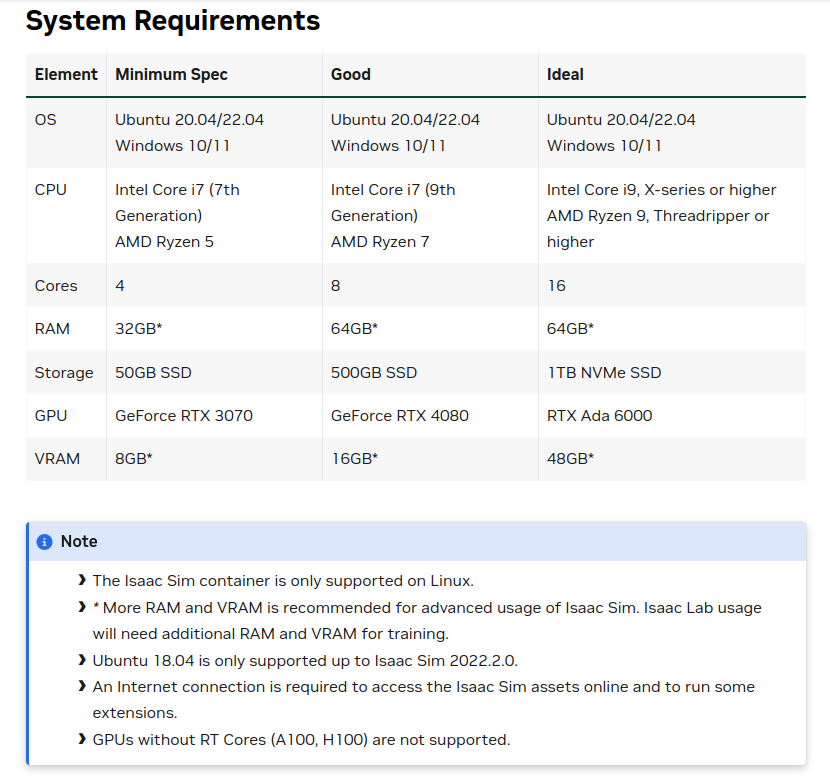 System Requirements
Element Minimum Spec Good Ideal
OS Ubuntu 20.04/22.04 Ubuntu 20.04/22.04 Ubuntu 20.04/22.04
Windows 10/11 Windows 10/11 Windows 10/11
CPU Intel Core i7 (7th Intel Core i7 (9th Intel Core i9, X-series or higher
Generation) Generation) AMD Ryzen 9, Threadripper or
AMD Ryzen 5 AMD Ryzen 7 higher
Cores 4 8 16
RAM 32GB* 64GB* 64GB*
Storage 50GB SSD 500GB SSD 1TB NVMe SSD
GPU GeForce RTX 3070 GeForce RTX 4080 RTX Ada 6000
VRAM 8GB* 16GB* 48GB*
Note
❯ The Isaac Sim container is only supported on Linux.
❯ * More RAM and VRAM is recommended for advanced usage of Isaac Sim. Isaac Lab usage
will need additional RAM and VRAM for training.
❯ Ubuntu 18.04 is only supported up to Isaac Sim 2022.2.0.
❯ An Internet connection is required to access the Isaac Sim assets online and to run some
extensions.
❯ GPUs without RT Cores (A100, H100) are not supported.